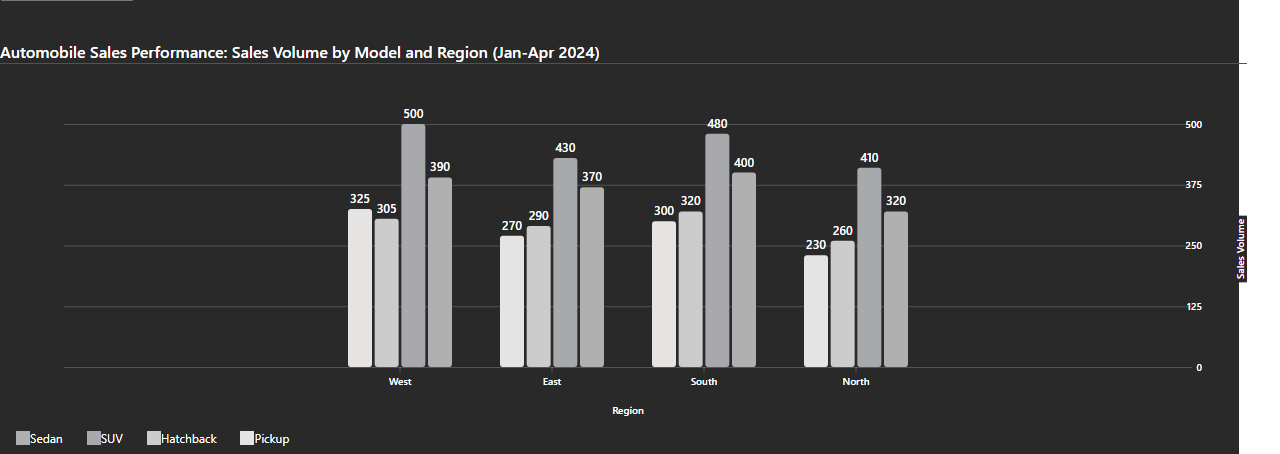 Automobile Sales Performance: Sales Volume by Model and Region (Jan-Apr 2024)
500
480
500
430
410
390
400
370
375
325
305
290
300
320
320
270
260
230
250
Sales Volume
125
0
West
East
South
North
Region
Sedan
SUV
Hatchback
Pickup